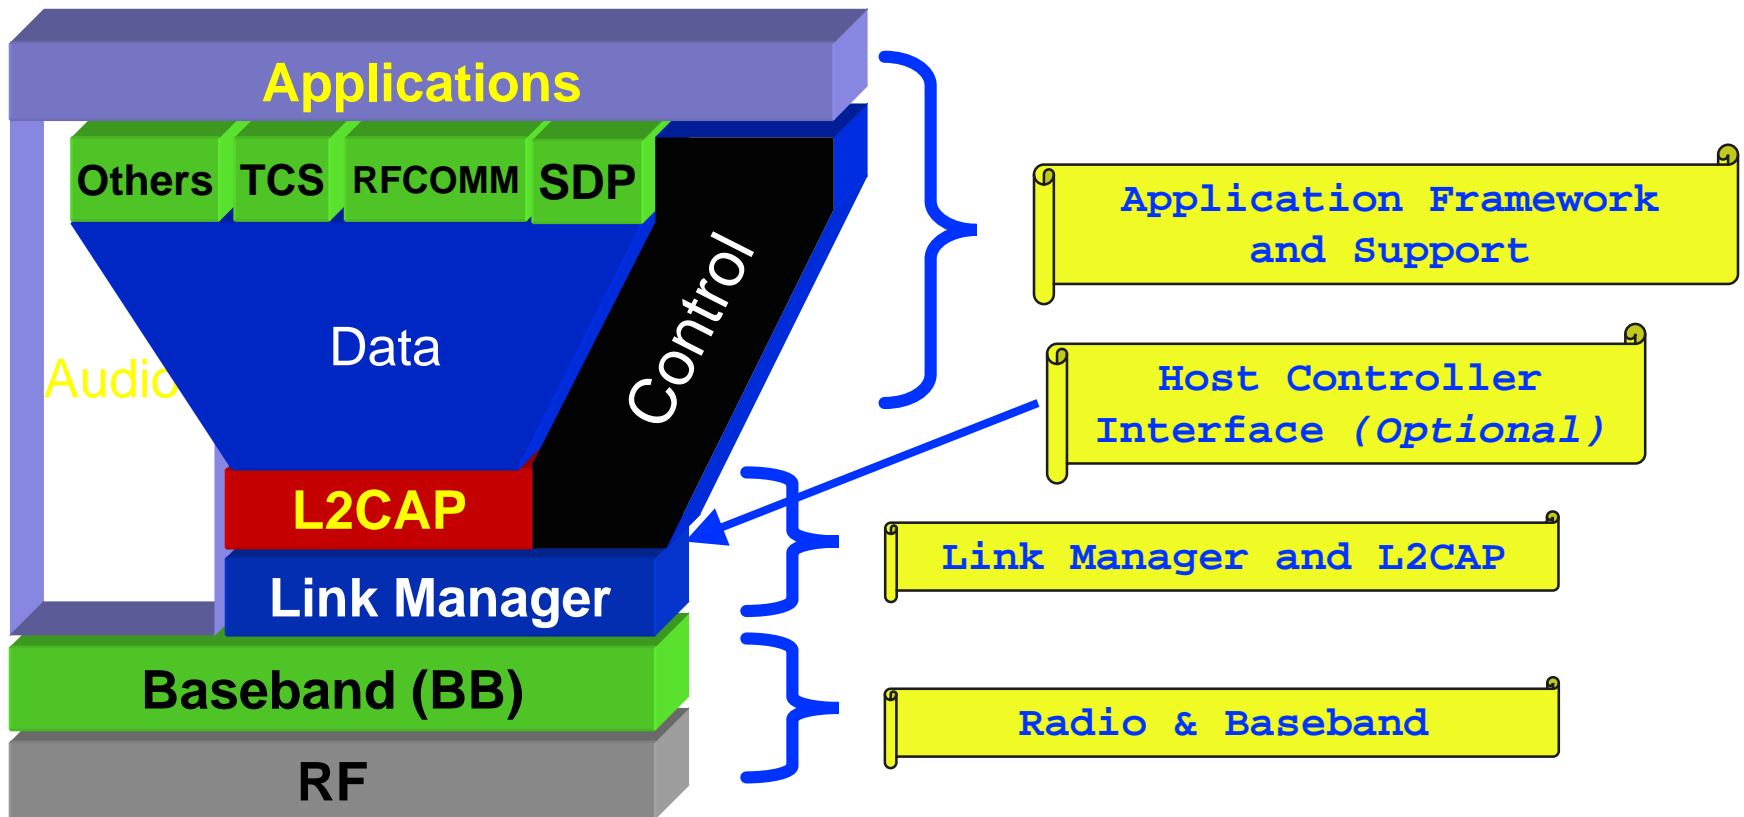 Applications
Others TCS RFCOMM SDP
Audio
Data
Control
L2CAP
Link Manager
Baseband (BB)
RF
Application Framework
and Support
Host Controller
Interface (Optional)
Link Manager and L2CAP
Radio & Baseband